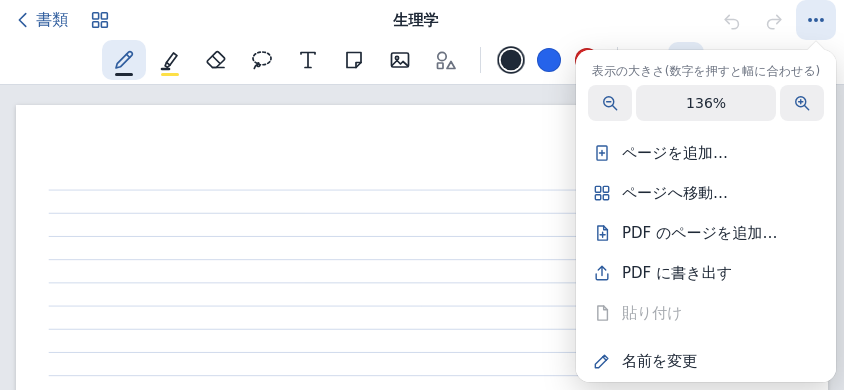 書類
生理学
表示の大きさ(数字を押すと幅に合わせる)
136%
ページを追加...
ページへ移動...
PDF のページを追加...
PDF に書き出す
貼り付け
名前を変更